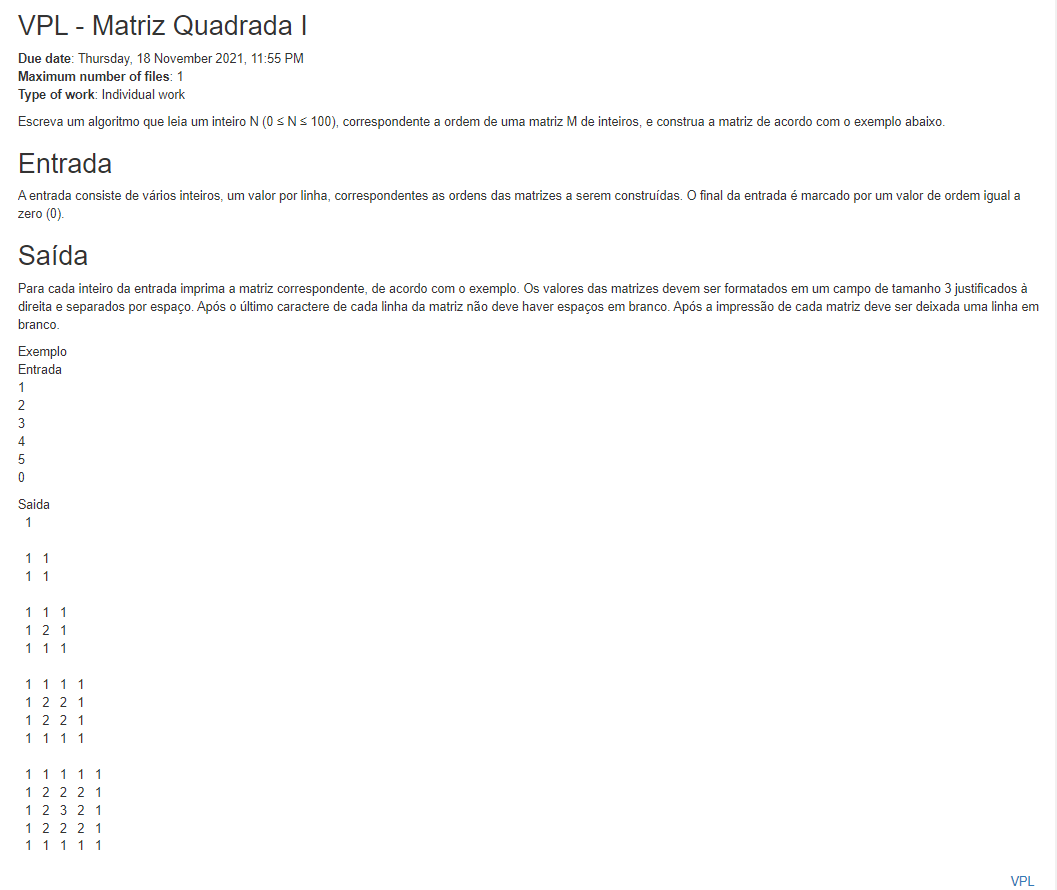 VPL - Matriz Quadrada I
Due date: Thursday, 18 November 2021, 11:55 PM
Maximum number of files: 1
Type of work: Individual work
Escreva um algoritmo que leia um inteiro N (0 ≤ N ≤ 100), correspondente a ordem de uma matriz M de inteiros, e construa a matriz de acordo com o exemplo abaixo.
Entrada
A entrada consiste de vários inteiros, um valor por linha, correspondentes as ordens das matrizes a serem construídas. O final da entrada é marcado por um valor de ordem igual a
zero (0).
Saída
Para cada inteiro da entrada imprima a matriz correspondente, de acordo com o exemplo. Os valores das matrizes devem ser formatados em um campo de tamanho 3 justificados à
direita e separados por espaço. Após o último caractere de cada linha da matriz não deve haver espaços em branco. Após a impressão de cada matriz deve ser deixada uma linha em
branco.
Exemplo
Entrada
1
2
3
4
5
0
Saida
1
1 1
1 1
1 1 1
1 2 1
1 1 1
1 1 1 1
1 2 2 1
1 2 2 1
1 1 1 1
1 1 1 1 1
1 2 2 2 1
1 2 3 2 1
1 2 2 2 1
1 1 1 1 1
VPL